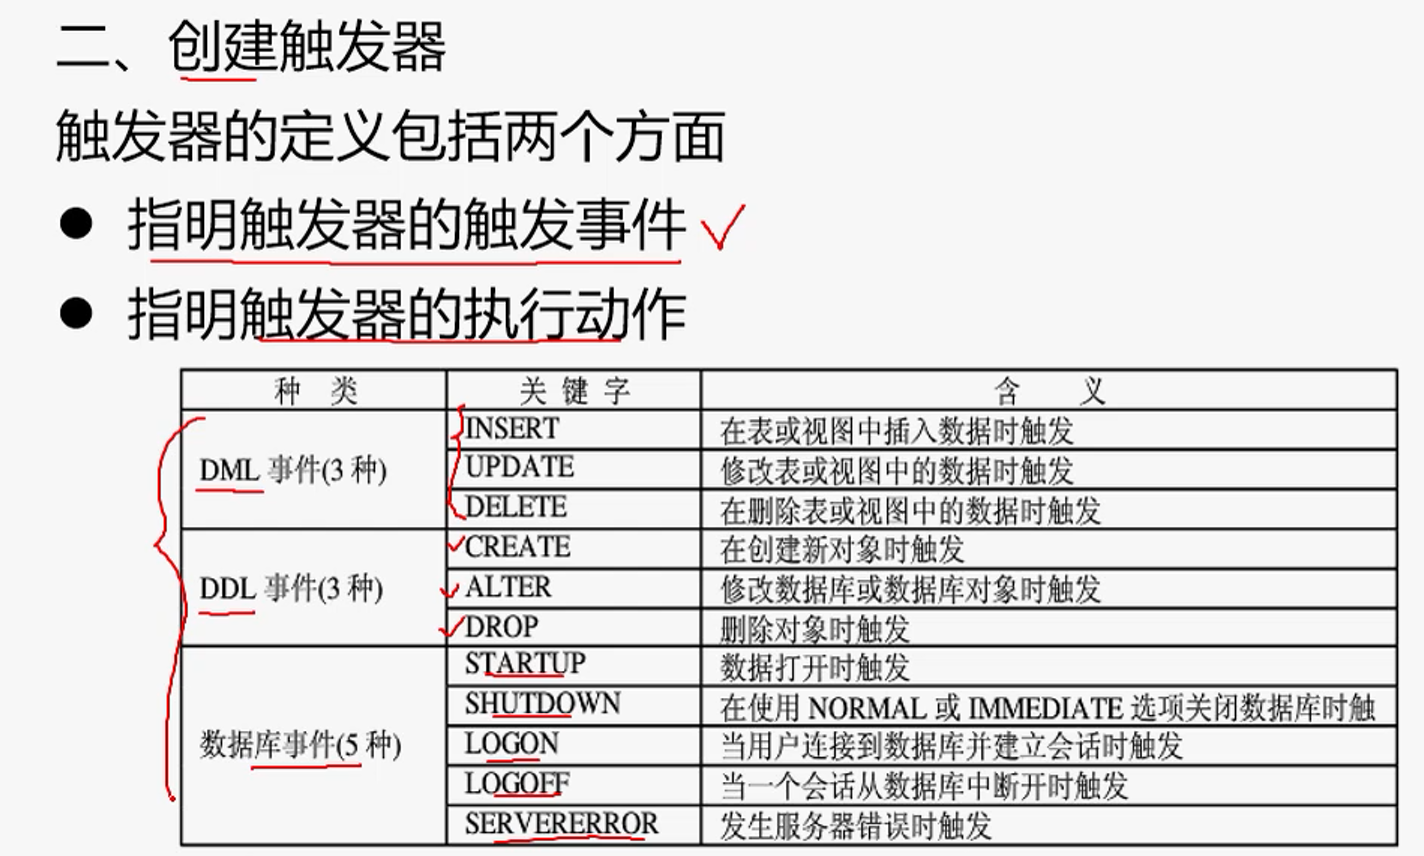 二、创建触发器
触发器的定义包括两个方面
● 指明触发器的触发事件
● 指明触发器的执行动作
种 类 关 键 字 含 义
DML 事件(3 种) INSERT 在表或视图中插入数据时触发
UPDATE 修改表或视图中的数据时触发
DELETE 在删除表或视图中的数据时触发
DDL 事件(3 种) CREATE 在创建新对象时触发
ALTER 修改数据库或数据库对象时触发
DROP 删除对象时触发
数据库事件(5 种) STARTUP 数据打开时触发
SHUTDOWN 在使用 NORMAL 或 IMMEDIATE 选项关闭数据库时触
LOGON 当用户连接到数据库并建立会话时触发
LOGOFF 当一个会话从数据库中断开时触发
SERVERERROR 发生服务器错误时触发